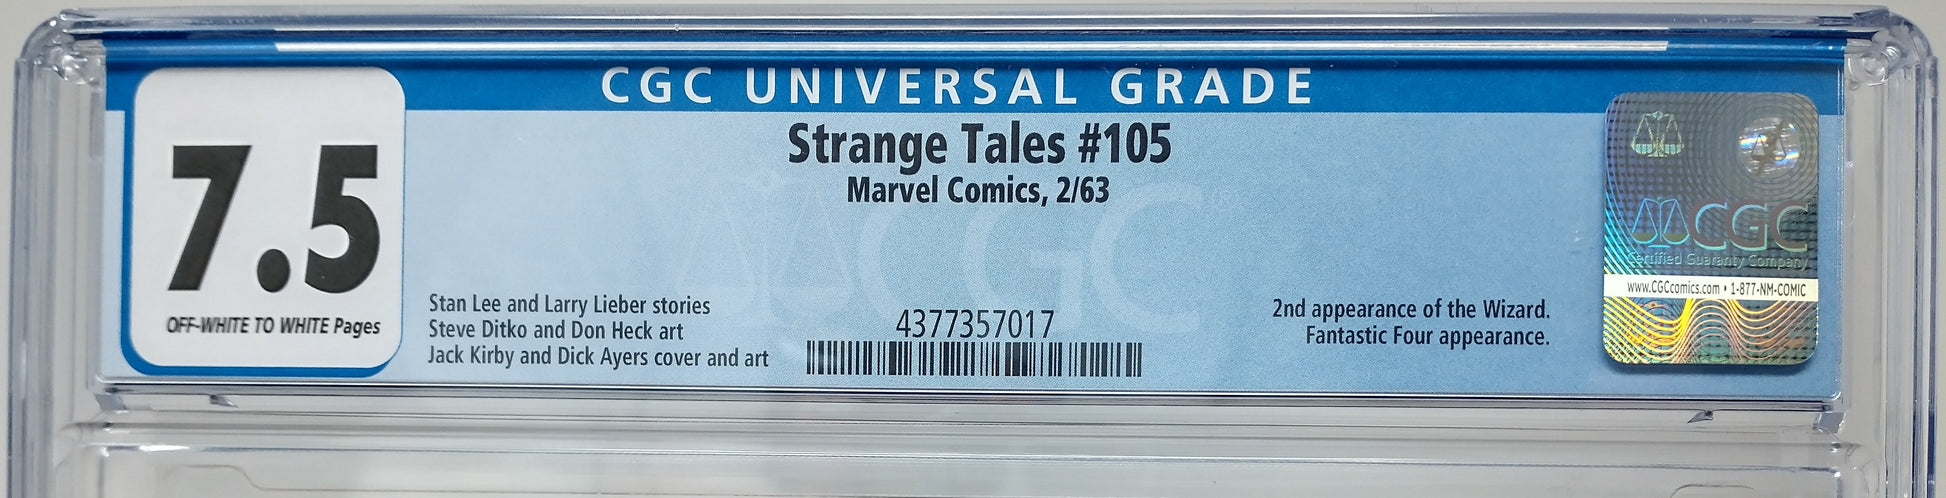 CGC UNIVERSAL GRADE
7.5
OFF-WHITE TO WHITE Pages
Strange Tales #105
Marvel Comics, 2/63
Stan Lee and Larry Lieber stories
Steve Ditko and Don Heck art
Jack Kirby and Dick Ayers cover and art
4377357017
2nd appearance of the Wizard.
Fantastic Four appearance.
CGC
CGC
Certified Guaranty Company
www.CGCcomics.com • 1-877-NM-COMIC